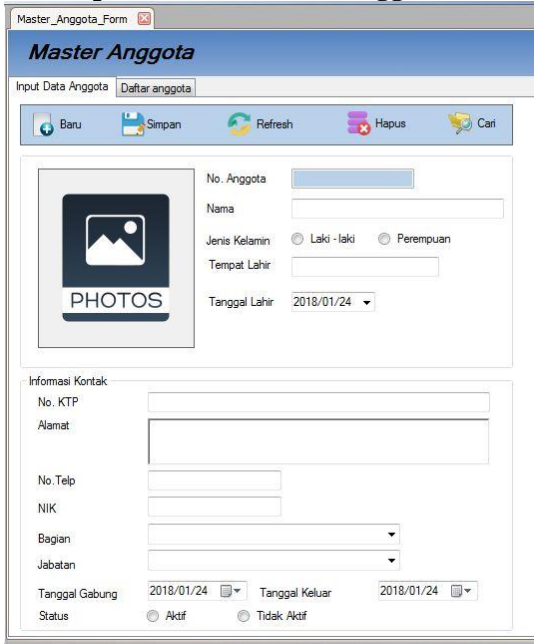 Master_Anggota_Form
Master Anggota
Input Data Anggota Daftar anggota
Baru Simpan Refresh Hapus Cari
No. Anggota
Nama
Jenis Kelamin Laki - laki Perempuan
Tempat Lahir
PHOTOS
Tanggal Lahir 2018/01/24
Informasi Kontak
No. KTP
Alamat
No.Telp
NIK
Bagian
Jabatan
Tanggal Gabung 2018/01/24 Tanggal Keluar 2018/01/24
Status Aktif Tidak Aktif